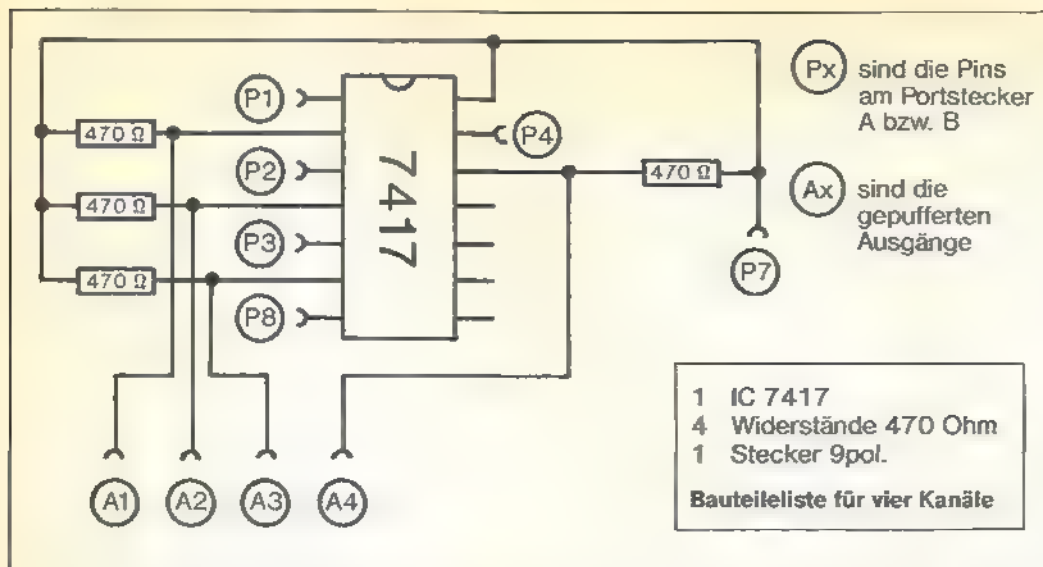 P1
470 Ω
P2
470 Ω
P3
470 Ω
P8
7417
P4
470 Ω
P7
A1
A2
A3
A4
Px sind die Pins
am Portstecker
A bzw. B
Ax sind die
gepufferten
Ausgänge
1 IC 7417
4 Widerstände 470 Ohm
1 Stecker 9pol.
Bauteileliste für vier Kanäle